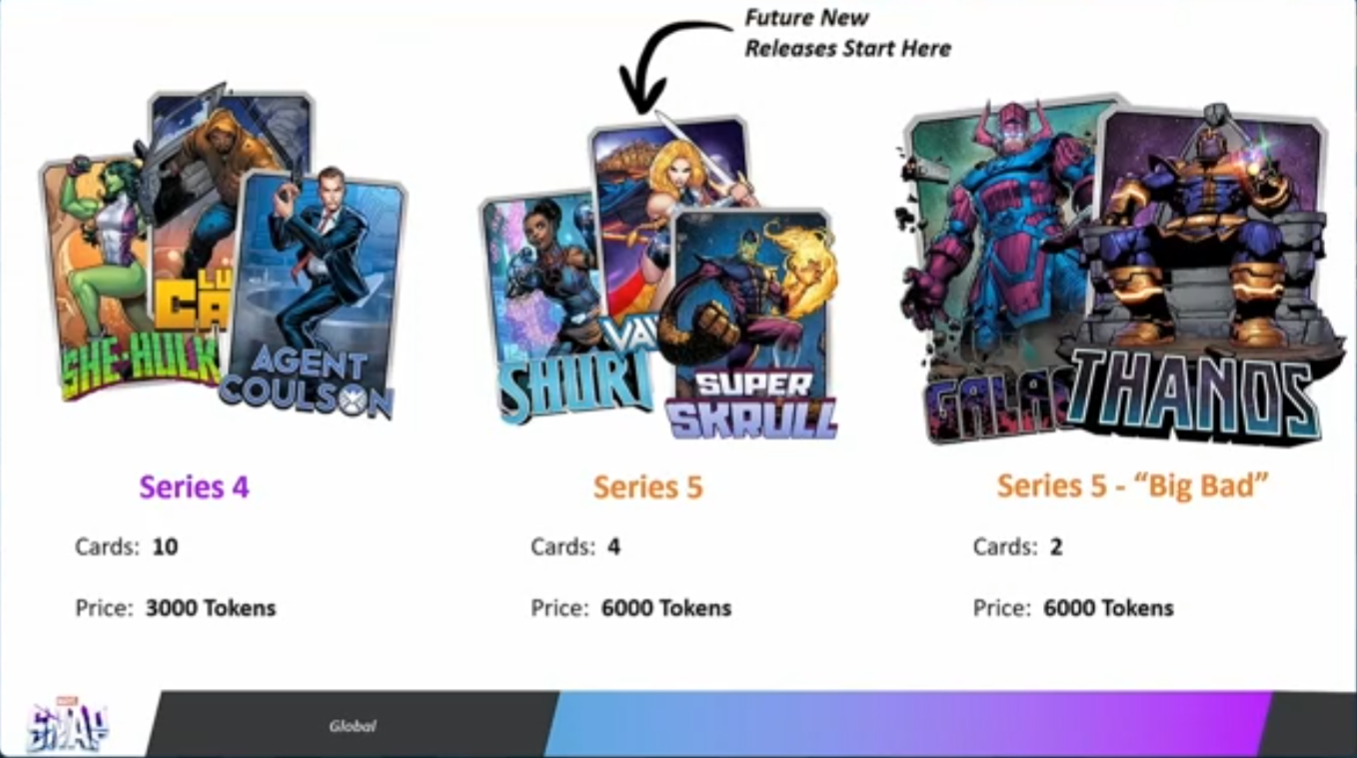 Future New
Releases Start Here
LU
CA
SHE-HULK
AGENT
COULSON
SHURI
VAL
SUPER
SKRULL
GALAC
THANOS
Series 4
Series 5
Series 5 - “Big Bad”
Cards: 10
Cards: 4
Cards: 2
Price: 3000 Tokens
Price: 6000 Tokens
Price: 6000 Tokens
MARVEL
SNAP
Global